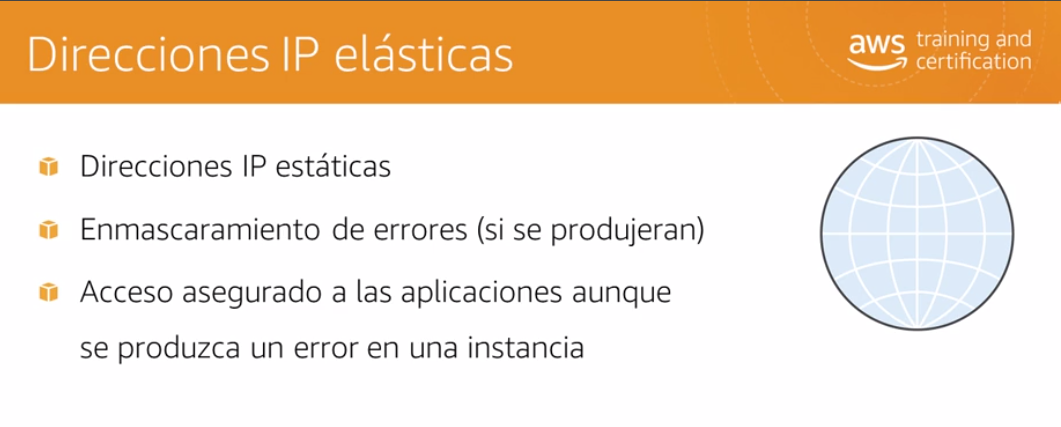 Direcciones IP elásticas
aws training and
certification
Direcciones IP estáticas
Enmascaramiento de errores (si se produjeran)
Acceso asegurado a las aplicaciones aunque
se produzca un error en una instancia